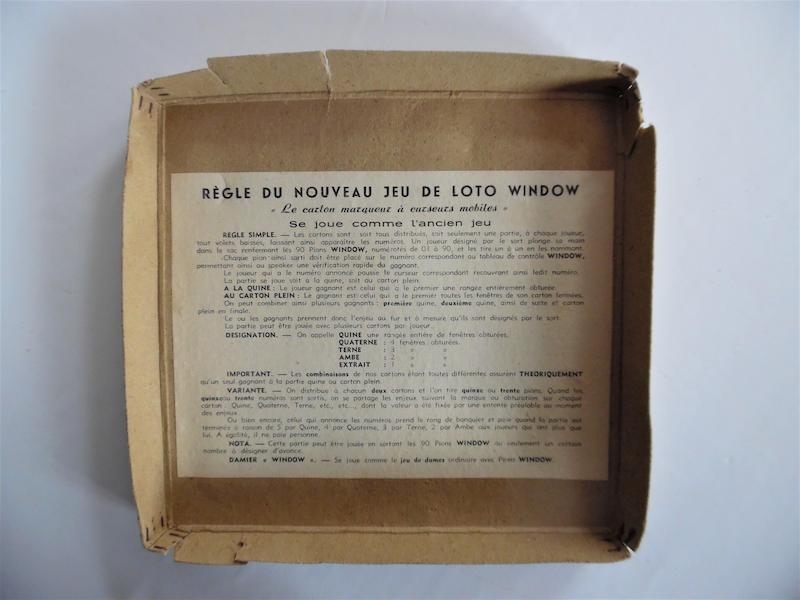 RÈGLE DU NOUVEAU JEU DE LOTO WINDOW
« Le carton marqueur à curseurs mobiles »
Se joue comme l'ancien jeu
REGLE SIMPLE. — Les cartons sont : soit tous distribués, soit seulement une partie, à chaque joueur,
tout volets baissés, laissant ainsi apparaître les numéros. Un joueur désigné par le sort plonge sa main
dans le sac renfermant les 90 Pions WINDOW, numérotés de 01 à 90, et les tire un à un en les nommant.
Chaque pion ainsi sorti doit être placé sur le numéro correspondant au tableau de contrôle WINDOW,
permettant ainsi au speaker une vérification rapide du gagnant.
Le joueur qui a le numéro annoncé pousse le curseur correspondant recouvrant ainsi ledit numéro.
La partie se joue soit à la quine, soit au carton plein.
A LA QUINE : Le joueur gagnant est celui qui a le premier une rangée entièrement obturée.
AU CARTON PLEIN : Le gagnant est celui qui a le premier toutes les fenêtres de son carton fermées.
On peut combiner ainsi plusieurs gagnants : première quine, deuxième quine, ainsi de suite et carton
plein en finale.
Le ou les gagnants prennent donc l'enjeu au fur et à mesure qu'ils sont désignés par le sort.
La partie peut être jouée avec plusieurs cartons par joueur.
DESIGNATION. — On appelle QUINE une rangée entière de fenêtres obturées.
QUATERNE : 4 fenêtres obturées.
TERNE : 3 » »
AMBE : 2 » »
EXTRAIT : 1 » »
IMPORTANT. — Les combinaisons de nos cartons étant toutes différentes assurent THEORIQUEMENT
qu'un seul gagnant à la partie quine ou carton plein.
VARIANTE. — On distribue à chacun deux cartons et l'on tire quinze ou trente pions. Quand les
quinze ou trente numéros sont sortis, on se partage les enjeux suivant la marque ou obturation sur chaque
carton : Quine, Quaterne, Terne, etc., etc..., dont la valeur a été fixée par une entente préalable au moment
des enjeux.
Ou bien encore, celui qui annonce les numéros prend le rang de banquier et paie quand la partie est
terminée à raison de 5 par Quine, 4 par Quaterne, 3 par Terne, 2 par Ambe aux joueurs qui ont plus que
lui. A égalité, il ne paie personne.
NOTA. — Cette partie peut être jouée en sortant les 90 Pions WINDOW ou seulement un certain
nombre à désigner d'avance.
DAMIER « WINDOW ». — Se joue comme le jeu de dames ordinaire avec Pions WINDOW.